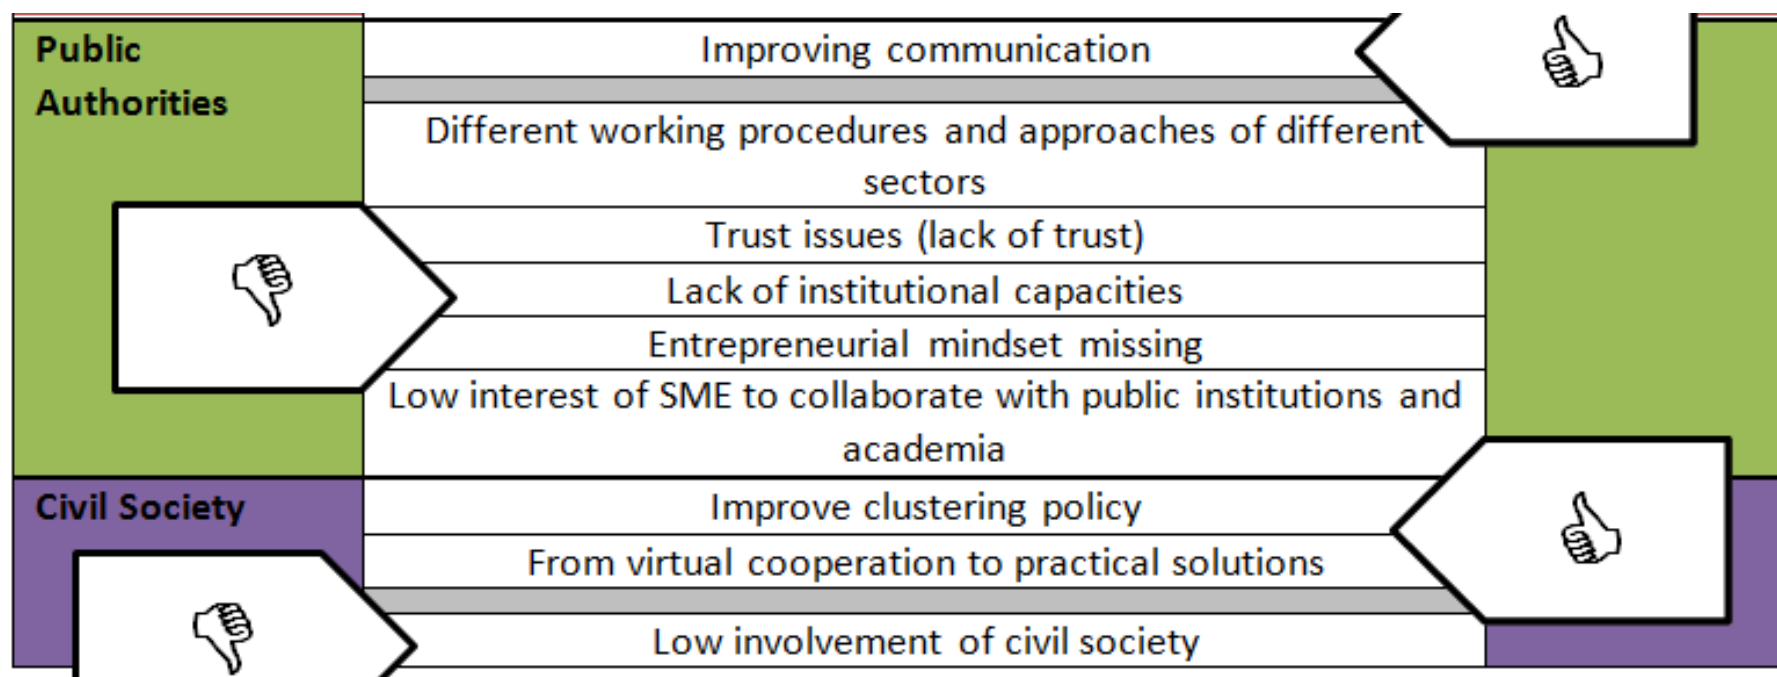 Public
Authorities
Improving communication
Different working procedures and approaches of different
sectors
Trust issues (lack of trust)
Lack of institutional capacities
Entrepreneurial mindset missing
Low interest of SME to collaborate with public institutions and
academia
Civil Society
Improve clustering policy
From virtual cooperation to practical solutions
Low involvement of civil society